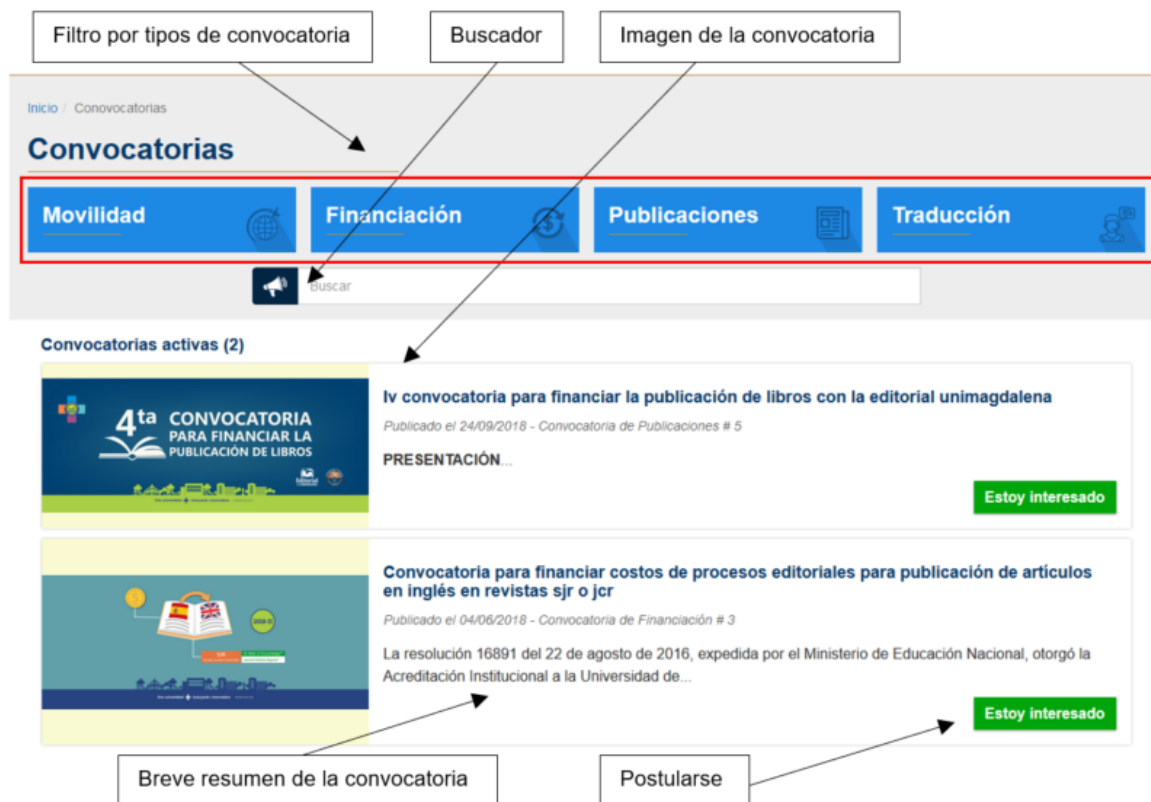 Filtro por tipos de convocatoria
Buscador
Imagen de la convocatoria
Inicio / Conovocatorias
Convocatorias
Movilidad
Financiación
Publicaciones
Traducción
Buscar
Convocatorias activas (2)
4ta CONVOCATORIA
PARA FINANCIAR LA
PUBLICACIÓN DE LIBROS
Editorial
Iv convocatoria para financiar la publicación de libros con la editorial unimagdalena
Publicado el 24/09/2018 - Convocatoria de Publicaciones # 5
PRESENTACIÓN...
Estoy interesado
Convocatoria para financiar costos de procesos editoriales para publicación de artículos
en inglés en revistas sjr o jcr
Publicado el 04/06/2018 - Convocatoria de Financiación # 3
La resolución 16891 del 22 de agosto de 2016, expedida por el Ministerio de Educación Nacional, otorgó la
Acreditación Institucional a la Universidad de...
Estoy interesado
Breve resumen de la convocatoria
Postularse